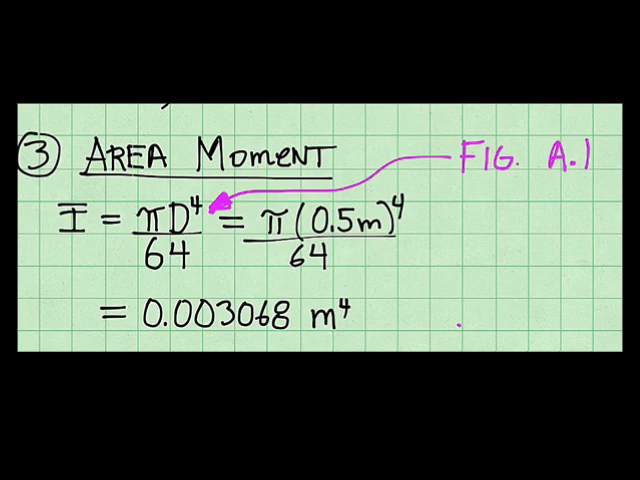 ③ AREA MOMENT
FIG. A.1
Ī = πD⁴/64 = π(0.5m)⁴/64
= 0.003068 m⁴